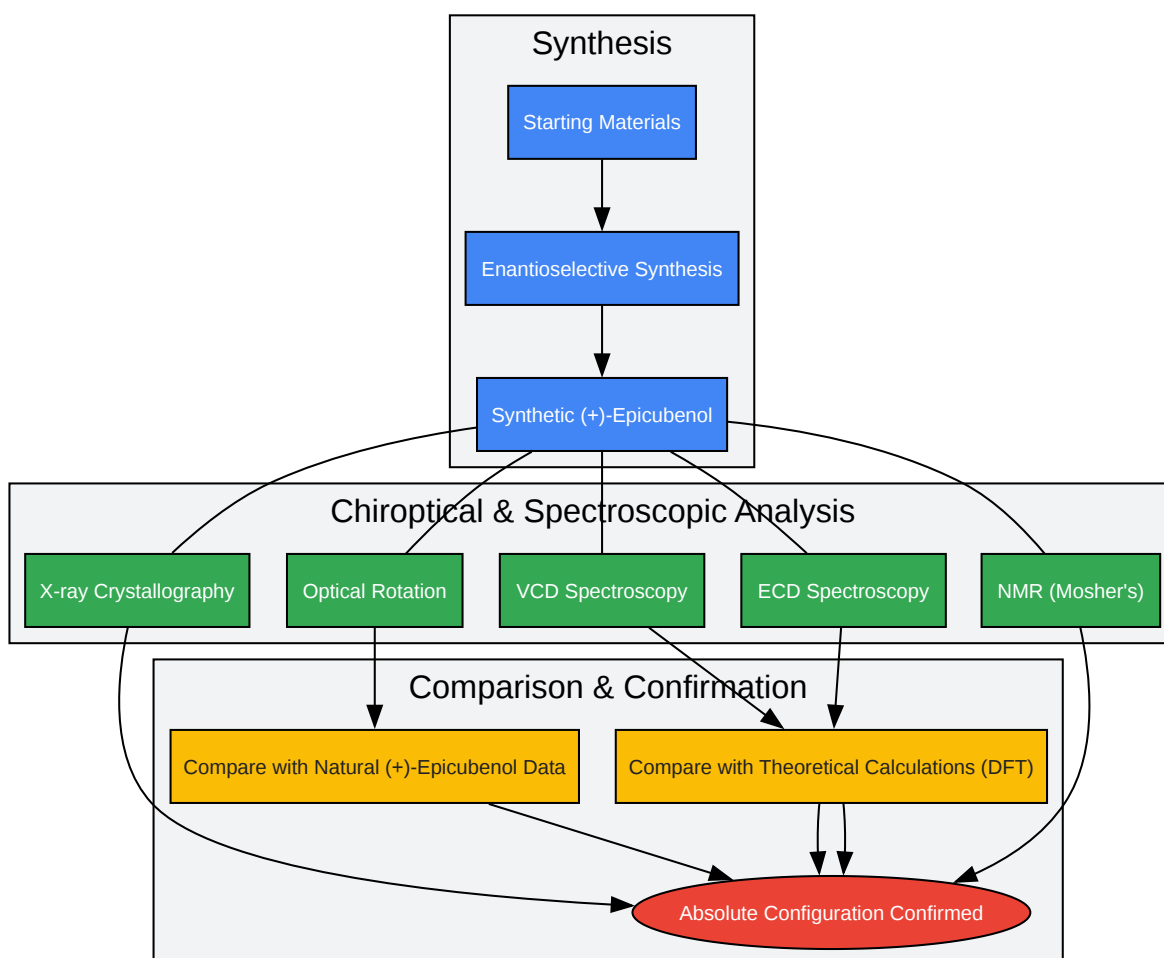 Synthesis
Starting Materials
Enantioselective Synthesis
Synthetic (+)-Epicubenol
Chiroptical & Spectroscopic Analysis
X-ray Crystallography
Optical Rotation
VCD Spectroscopy
ECD Spectroscopy
NMR (Mosher's)
Comparison & Confirmation
Compare with Natural (+)-Epicubenol Data
Compare with Theoretical Calculations (DFT)
Absolute Configuration Confirmed